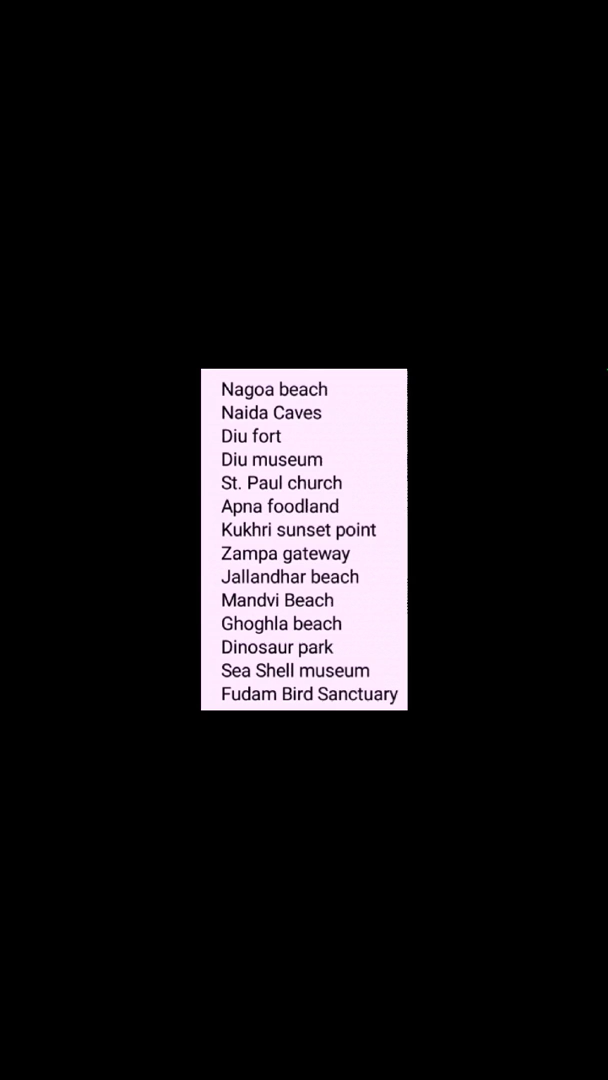 Nagoa beach
Naida Caves
Diu fort
Diu museum
St. Paul church
Apna foodland
Kukhri sunset point
Zampa gateway
Jallandhar beach
Mandvi Beach
Ghoghla beach
Dinosaur park
Sea Shell museum
Fudam Bird Sanctuary